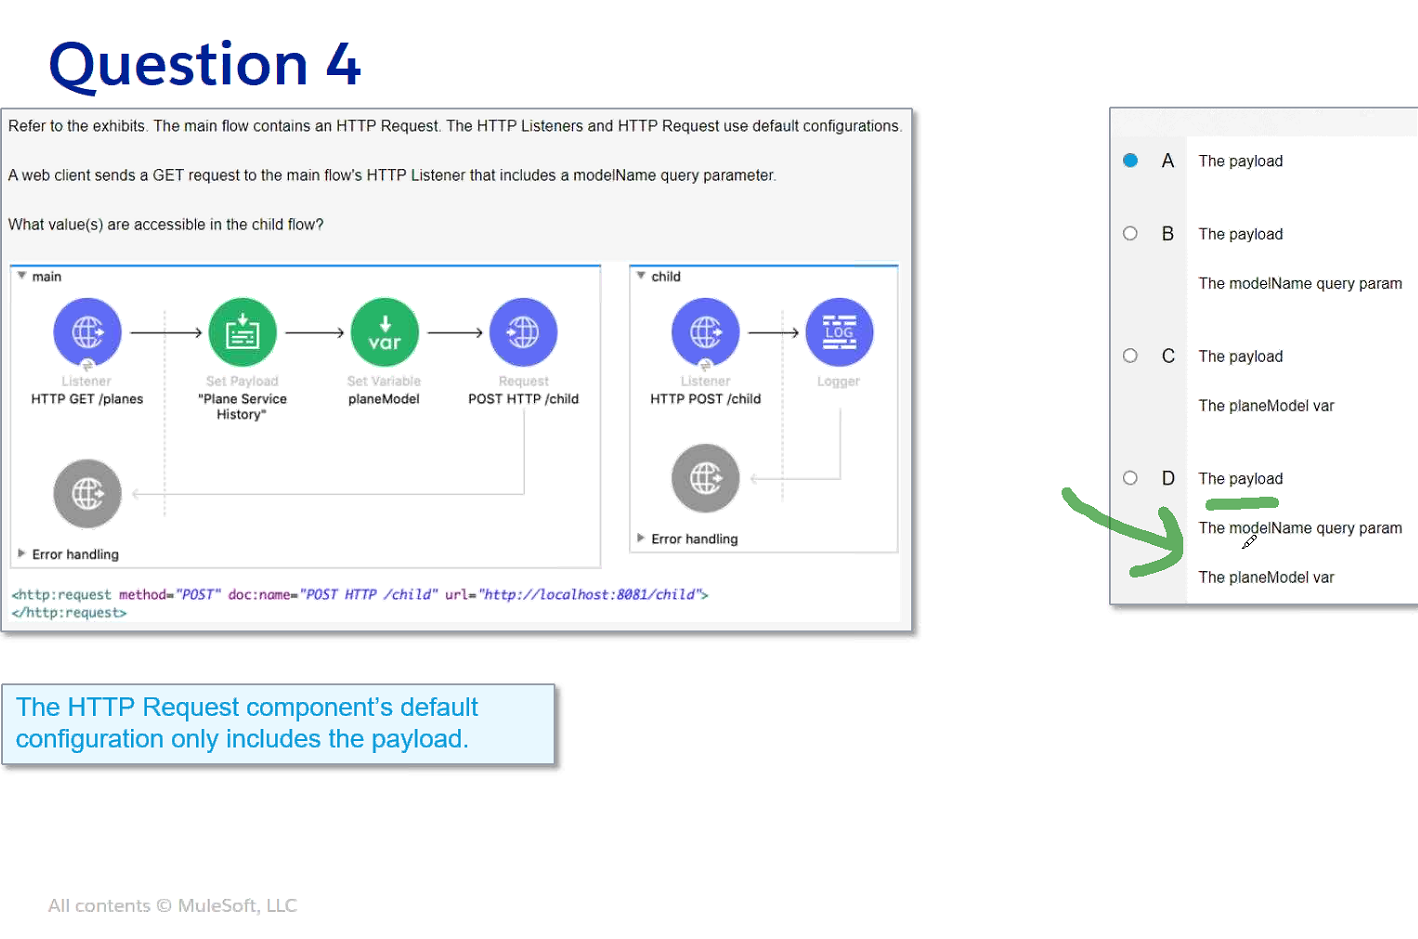 Question 4
Refer to the exhibits. The main flow contains an HTTP Request. The HTTP Listeners and HTTP Request use default configurations.
A web client sends a GET request to the main flow's HTTP Listener that includes a modelName query parameter.
What value(s) are accessible in the child flow?
main
Listener
HTTP GET /planes
Set Payload
"Plane Service
History"
var
Set Variable
planeModel
Request
POST HTTP /child
Error handling
child
Listener
HTTP POST /child
LOG
Logger
Error handling
<http:request method="POST" doc:name="POST HTTP /child" url="http://localhost:8081/child">
</http:request>
A The payload
B The payload
The modelName query param
C The payload
The planeModel var
D The payload
The modelName query param
The planeModel var
The HTTP Request component’s default
configuration only includes the payload.
All contents © MuleSoft, LLC